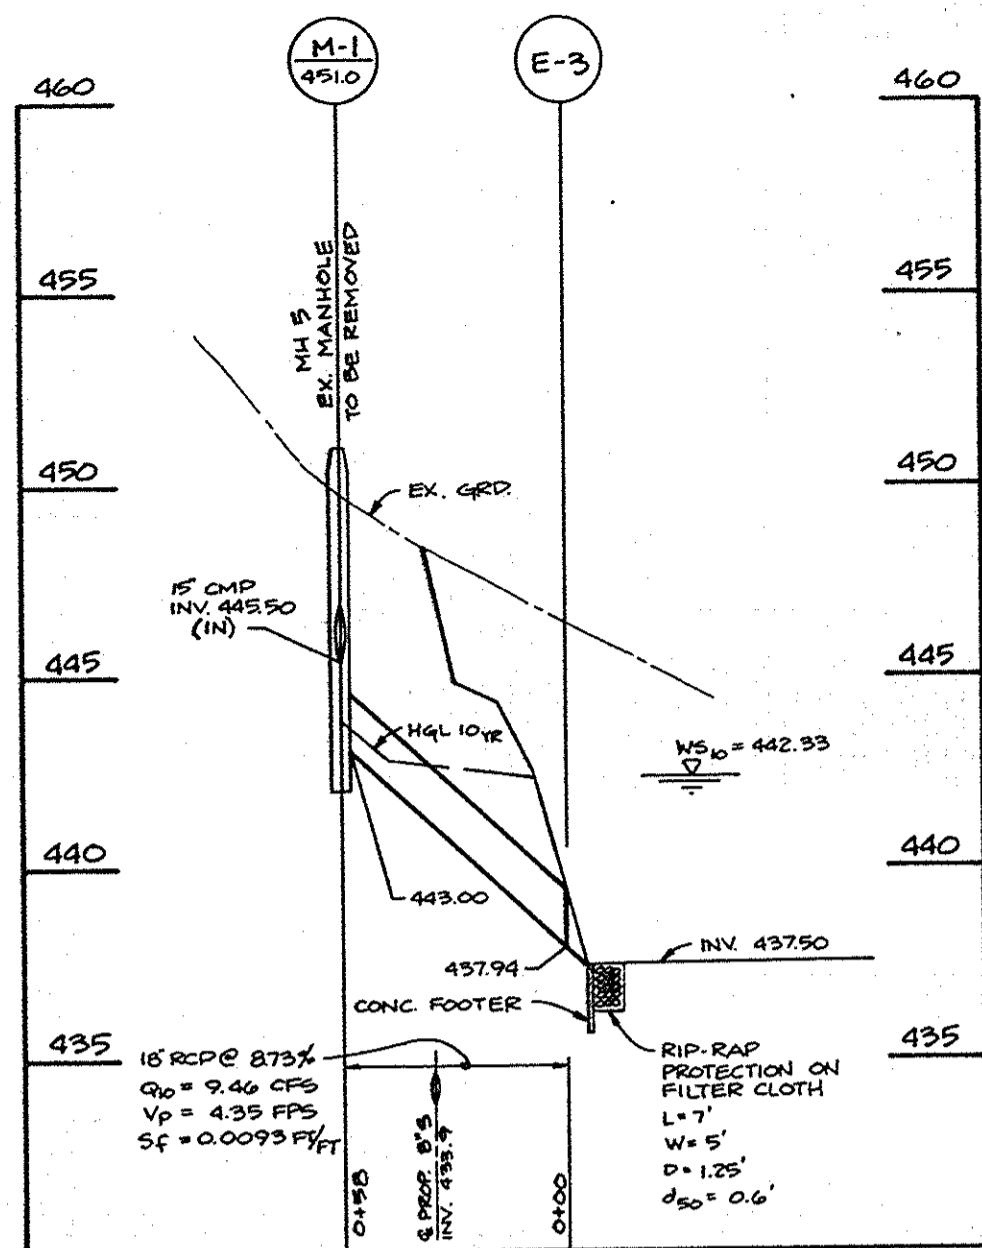 M-1
451.0
E-3
460
460
455
455
MH 5
EX. MANHOLE
TO BE REMOVED
450
450
EX. GRD.
15" CMP
INV. 445.50
(IN)
445
445
HGL 10YR
WS10 = 442.33
440
440
443.00
INV. 437.50
437.94
CONC. FOOTER
435
435
18" RCP @ 8.73%
Q10 = 9.46 CFS
Vp = 4.35 FPS
Sf = 0.0093 FT/FT
RIP-RAP
PROTECTION ON
FILTER CLOTH
L = 7'
W = 5'
D = 1.25'
d50 = 0.6'
0+58
℄ PROP. 8"S
INV. 433.9
0+00